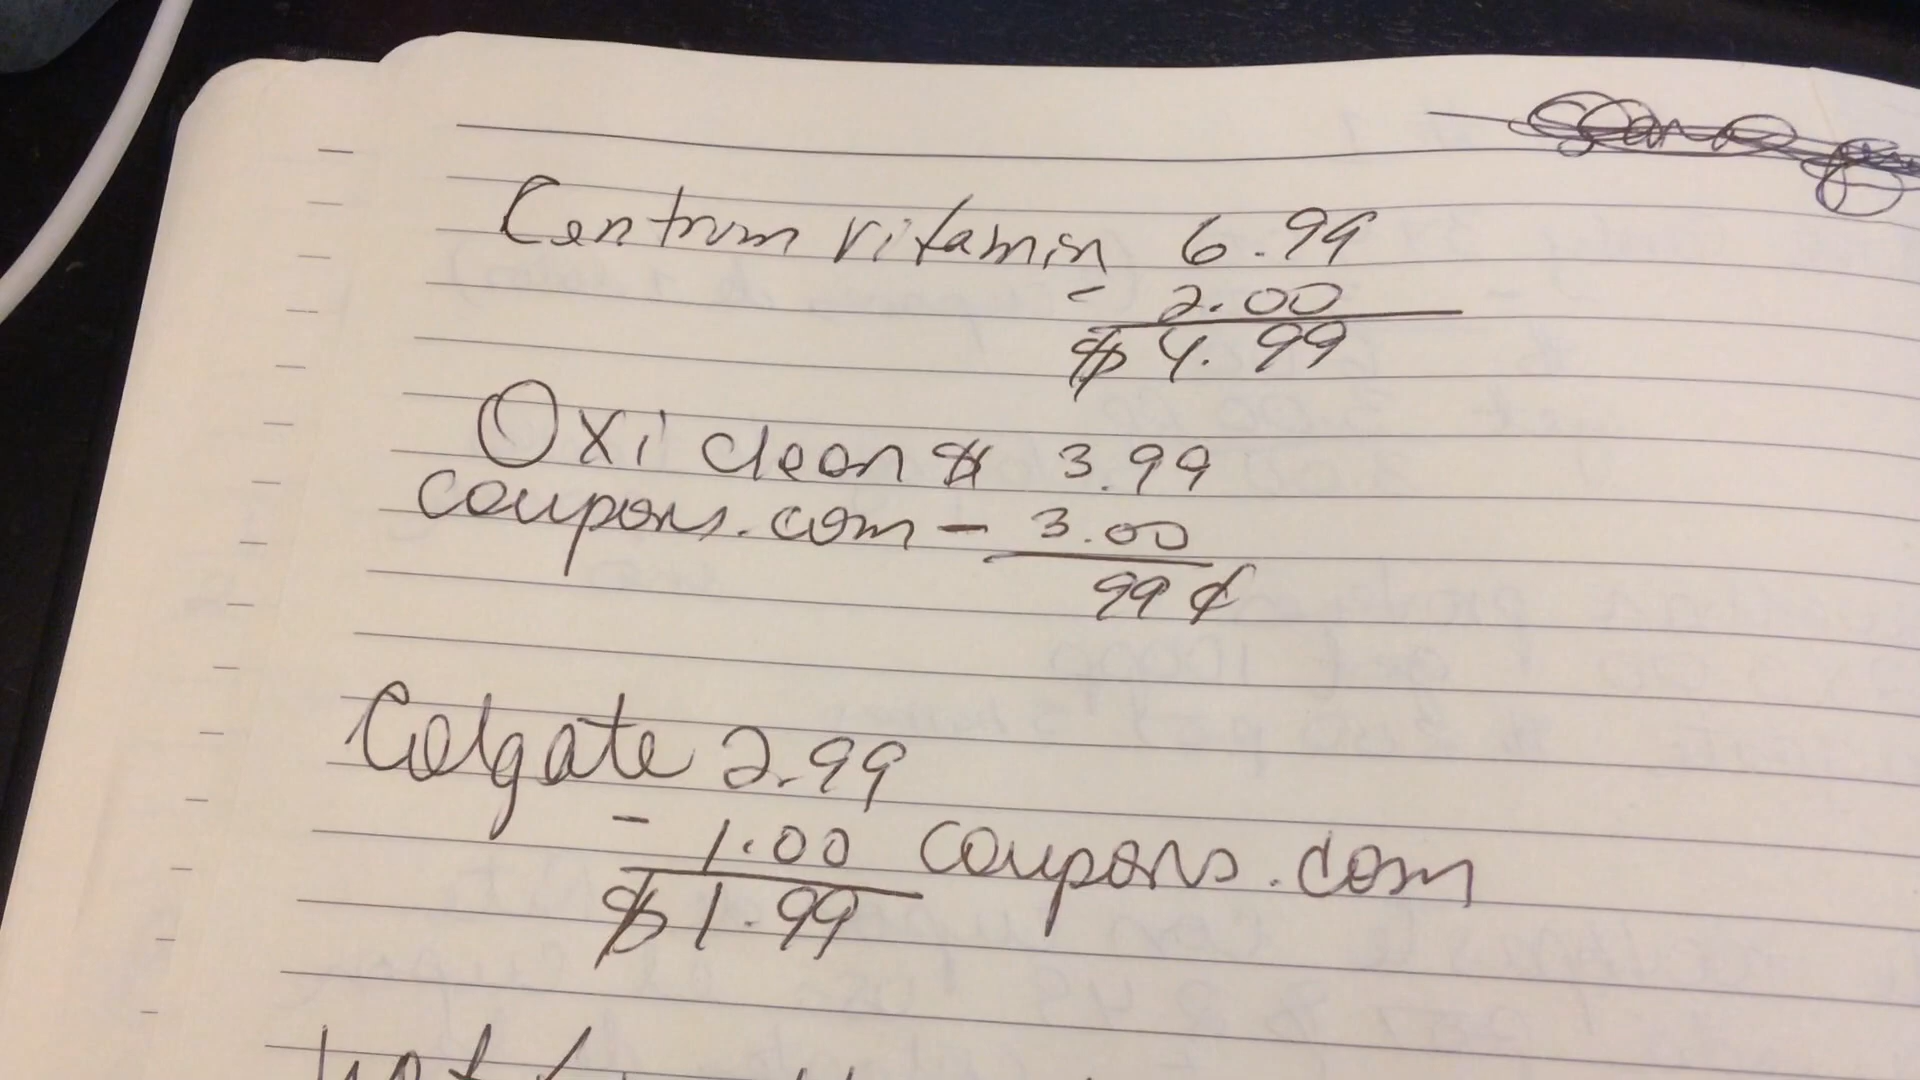 Centrum vitamin 6.99
- 2.00
$ 4.99
Oxi clean $ 3.99
coupons.com - 3.00
99 ¢
Colgate 2.99
- 1.00 coupons.com
$ 1.99